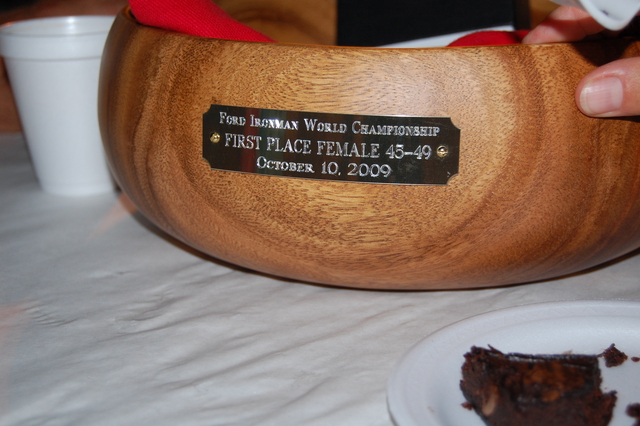 Ford Ironman World Championship
FIRST PLACE FEMALE 45-49
October 10, 2009